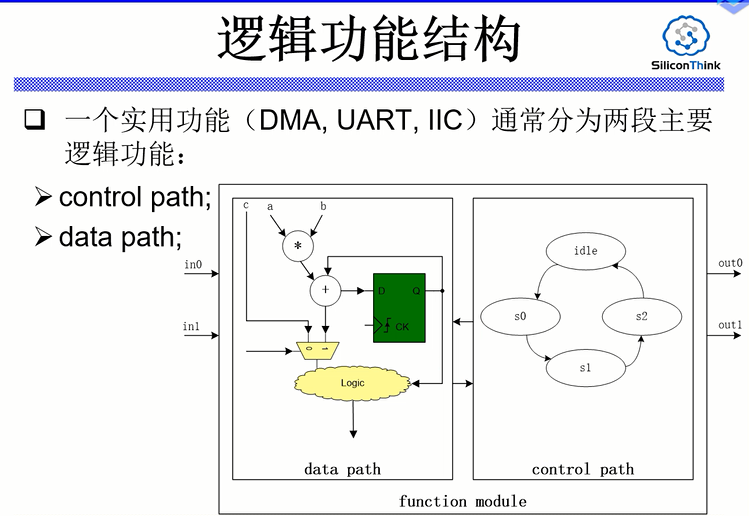 逻辑功能结构
SiliconThink
一个实用功能（DMA, UART, IIC）通常分为两段主要
逻辑功能：
control path;
data path;
c
a
b
*
in0
+
D
Q
CK
in1
0
1
Logic
data path
idle
s0
s2
s1
control path
out0
out1
function module